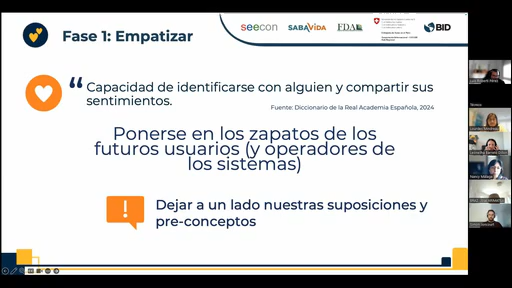 Fase 1: Empatizar
seecon
SABAVIDA
FDAL
BID
“ Capacidad de identificarse con alguien y compartir sus
sentimientos.
Fuente: Diccionario de la Real Academia Española, 2024
Ponerse en los zapatos de los
futuros usuarios (y operadores de
los sistemas)
!
Dejar a un lado nuestras suposiciones y
pre-conceptos